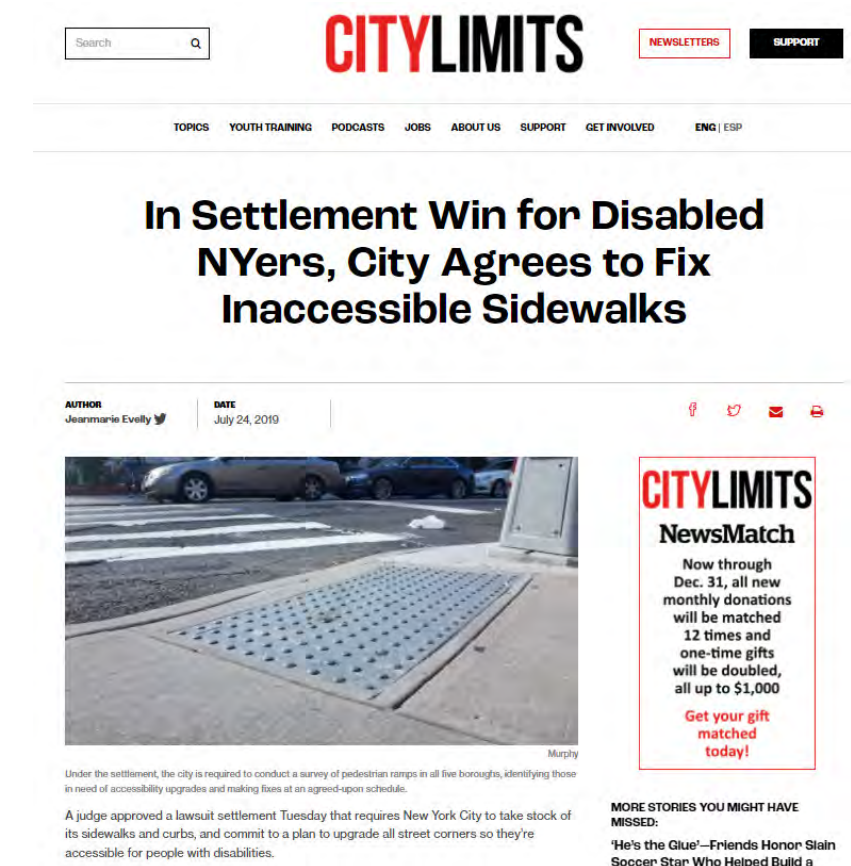 Search
CITYLIMITS
NEWSLETTERS
SUPPORT
TOPICS YOUTH TRAINING PODCASTS JOBS ABOUT US SUPPORT GET INVOLVED ENG | ESP
In Settlement Win for Disabled
NYers, City Agrees to Fix
Inaccessible Sidewalks
AUTHOR
Jeanmarie Evelly
DATE
July 24, 2019
Murphy
Under the settlement, the city is required to conduct a survey of pedestrian ramps in all five boroughs, identifying those
in need of accessibility upgrades and making fixes at an agreed-upon schedule.
A judge approved a lawsuit settlement Tuesday that requires New York City to take stock of
its sidewalks and curbs, and commit to a plan to upgrade all street corners so they're
accessible for people with disabilities.
CITYLIMITS
NewsMatch
Now through
Dec. 31, all new
monthly donations
will be matched
12 times and
one-time gifts
will be doubled,
all up to $1,000
Get your gift
matched
today!
MORE STORIES YOU MIGHT HAVE
MISSED:
‘He's the Glue’—Friends Honor Slain
Soccer Star Who Helped Build a